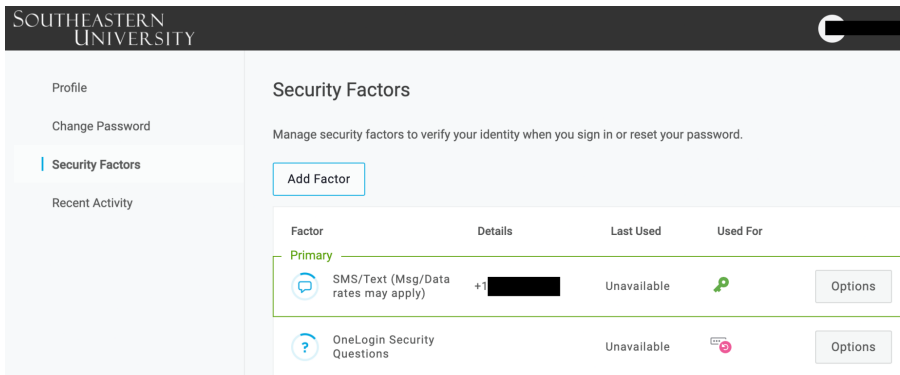 SOUTHEASTERN
UNIVERSITY
Profile
Change Password
Security Factors
Recent Activity
Security Factors
Manage security factors to verify your identity when you sign in or reset your password.
Add Factor
Factor Details Last Used Used For
Primary
SMS/Text (Msg/Data
rates may apply) +1 Unavailable Options
OneLogin Security
Questions Unavailable Options